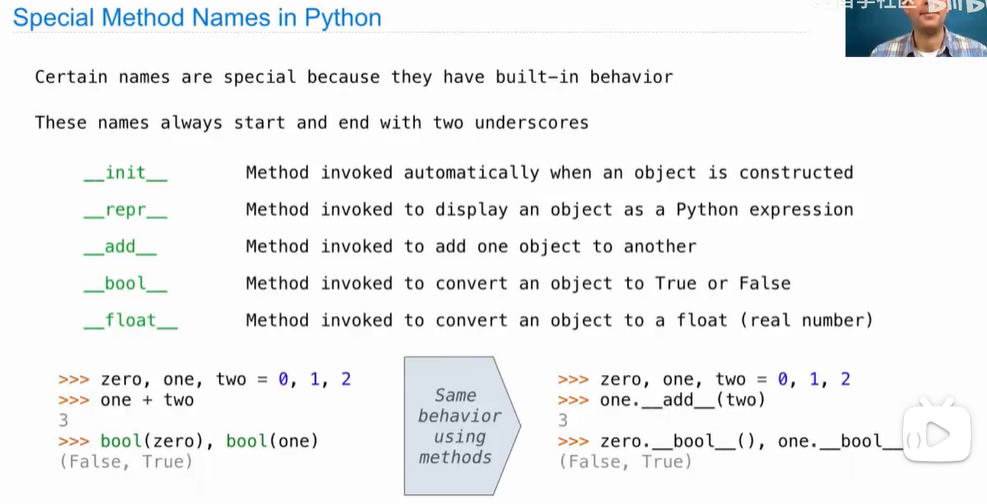 Special Method Names in Python
Certain names are special because they have built-in behavior
These names always start and end with two underscores
__init__ Method invoked automatically when an object is constructed
__repr__ Method invoked to display an object as a Python expression
__add__ Method invoked to add one object to another
__bool__ Method invoked to convert an object to True or False
__float__ Method invoked to convert an object to a float (real number)
>>> zero, one, two = 0, 1, 2
>>> one + two
3
>>> bool(zero), bool(one)
(False, True)
Same
behavior
using
methods
>>> zero, one, two = 0, 1, 2
>>> one.__add__(two)
3
>>> zero.__bool__(), one.__bool__()
(False, True)